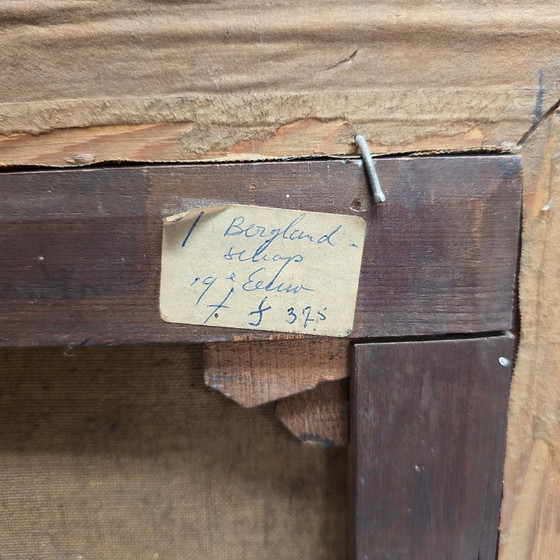 1 Bergland-
schap
19e Eeuw
f f 375